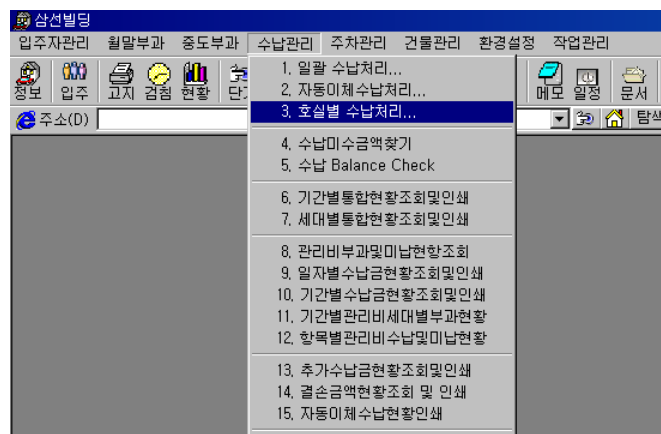 삼선빌딩
입주자관리 월말부과 중도부과 수납관리 주차관리 건물관리 환경설정 작업관리
정보 입주 고지 검침 현황 메모 일정 문서
주소(D) 탐색
1. 일괄 수납처리...
2. 자동이체수납처리...
3. 호실별 수납처리...
4. 수납미수금액찾기
5. 수납 Balance Check
6. 기간별통합현황조회및인쇄
7. 세대별통합현황조회및인쇄
8. 관리비부과및미납현항조회
9. 일자별수납금현황조회및인쇄
10. 기간별수납금현황조회및인쇄
11. 기간별관리비세대별부과현황
12. 항목별관리비수납및미납현황
13. 추가수납금현황조회및인쇄
14. 결손금액현황조회 및 인쇄
15. 자동이체수납현황인쇄